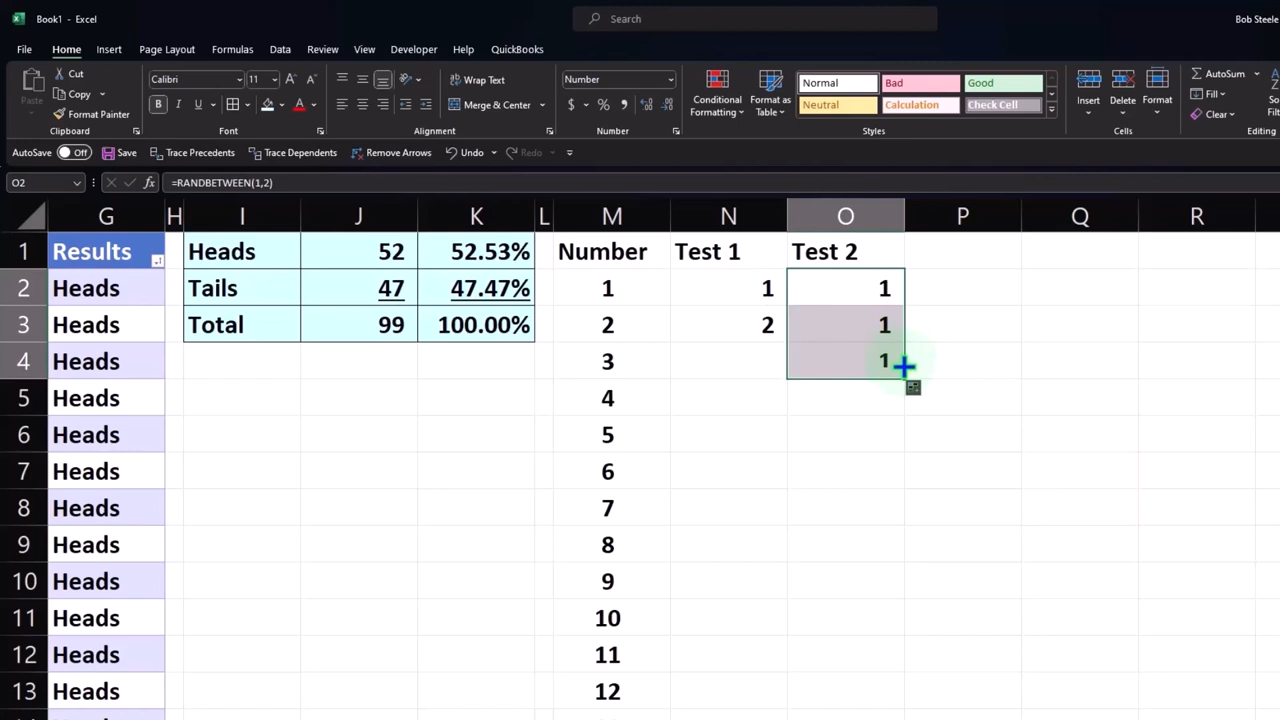 Book1 - Excel
Search
Bob Steele
File Home Insert Page Layout Formulas Data Review View Developer Help QuickBooks
Paste
Cut
Copy
Format Painter
Clipboard
Calibri 11
B I U
Font
Wrap Text
Merge & Center
Alignment
Number
$ % 9
Number
Conditional Formatting
Format as Table
Normal Bad Good
Neutral Calculation Check Cell
Styles
Insert Delete Format
Cells
AutoSum
Fill
Clear
Editing
AutoSave Off Save Trace Precedents Trace Dependents Remove Arrows Undo Redo
O2 fx =RANDBETWEEN(1,2)
G H I J K L M N O P Q R
1 Results Heads 52 52.53% Number Test 1 Test 2
2 Heads Tails 47 47.47% 1 1 1
3 Heads Total 99 100.00% 2 2 1
4 Heads 3 1
5 Heads 4
6 Heads 5
7 Heads 6
8 Heads 7
9 Heads 8
10 Heads 9
11 Heads 10
12 Heads 11
13 Heads 12